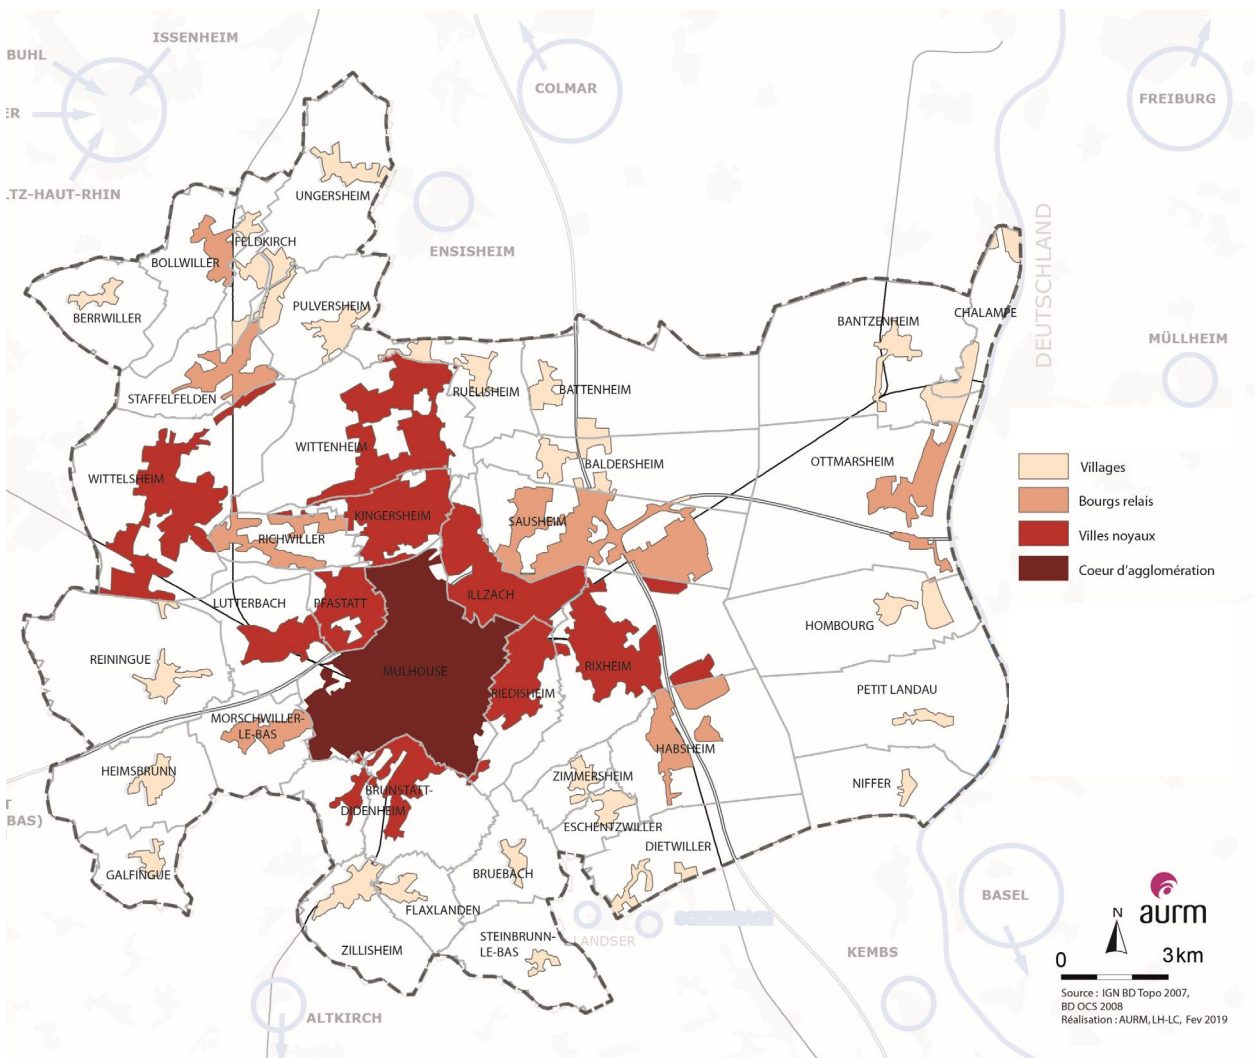 ISSENHEIM
BUHL
ER
LTZ-HAUT-RHIN
COLMAR
FREIBURG
UNGERSHEIM
ENSISHEIM
FELDKIRCH
BOLLWILLER
BERRWILLER
PULVERSHEIM
DEUTSCHLAND
CHALAMPE
BANTZENHEIM
MÜLLHEIM
STAFFELFELDEN
RUELISHEIM
BATTENHEIM
WITTENHEIM
WITTELSHEIM
BALDERSHEIM
OTTMARSHEIM
KINGERSHEIM
SAUSHEIM
RICHWILLER
Villages
Bourgs relais
Villes noyaux
Coeur d'agglomération
LUTTERBACH
PFASTATT
ILLZACH
HOMBOURG
REININGUE
MULHOUSE
RIXHEIM
RIEDISHEIM
PETIT LANDAU
MORSCHWILLER-
LE-BAS
HABSHEIM
HEIMSBRUNN
ZIMMERSHEIM
NIFFER
BRUNSTATT-
DIDENHEIM
ESCHENTZWILLER
T
BAS)
DIETWILLER
GALFINGUE
BRUEBACH
FLAXLANDEN
ZILLISHEIM
STEINBRUNN-
LE-BAS
LANDSER
KEMBS
BASEL
ALTKIRCH
aurm
N
0 3km
Source : IGN BD Topo 2007,
BD OCS 2008
Réalisation : AURM, LH-LC, Fev 2019